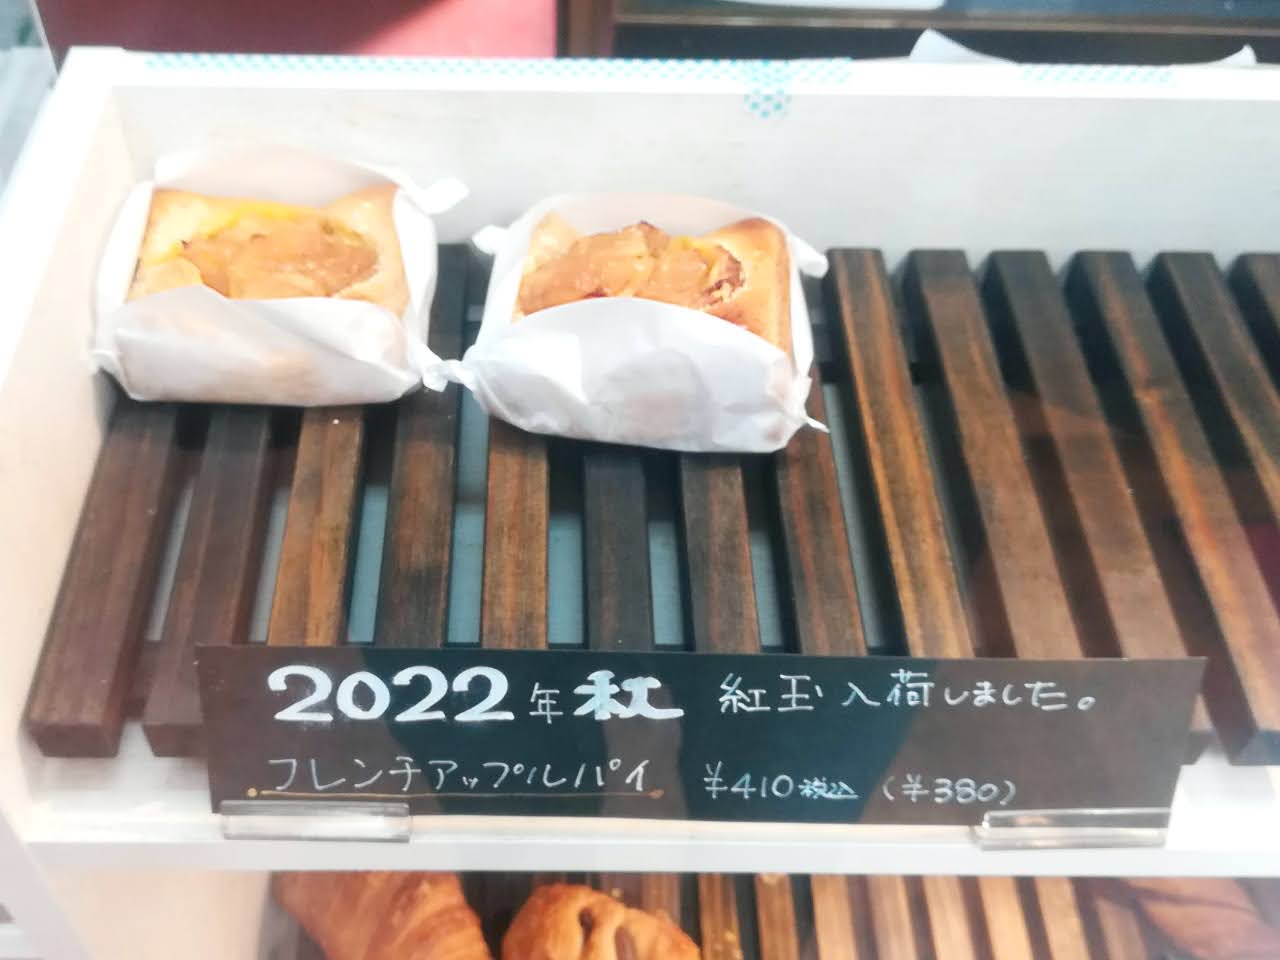 2022年 秋 紅玉入荷しました。
フレンチアップルパイ ¥410税込 (¥380)